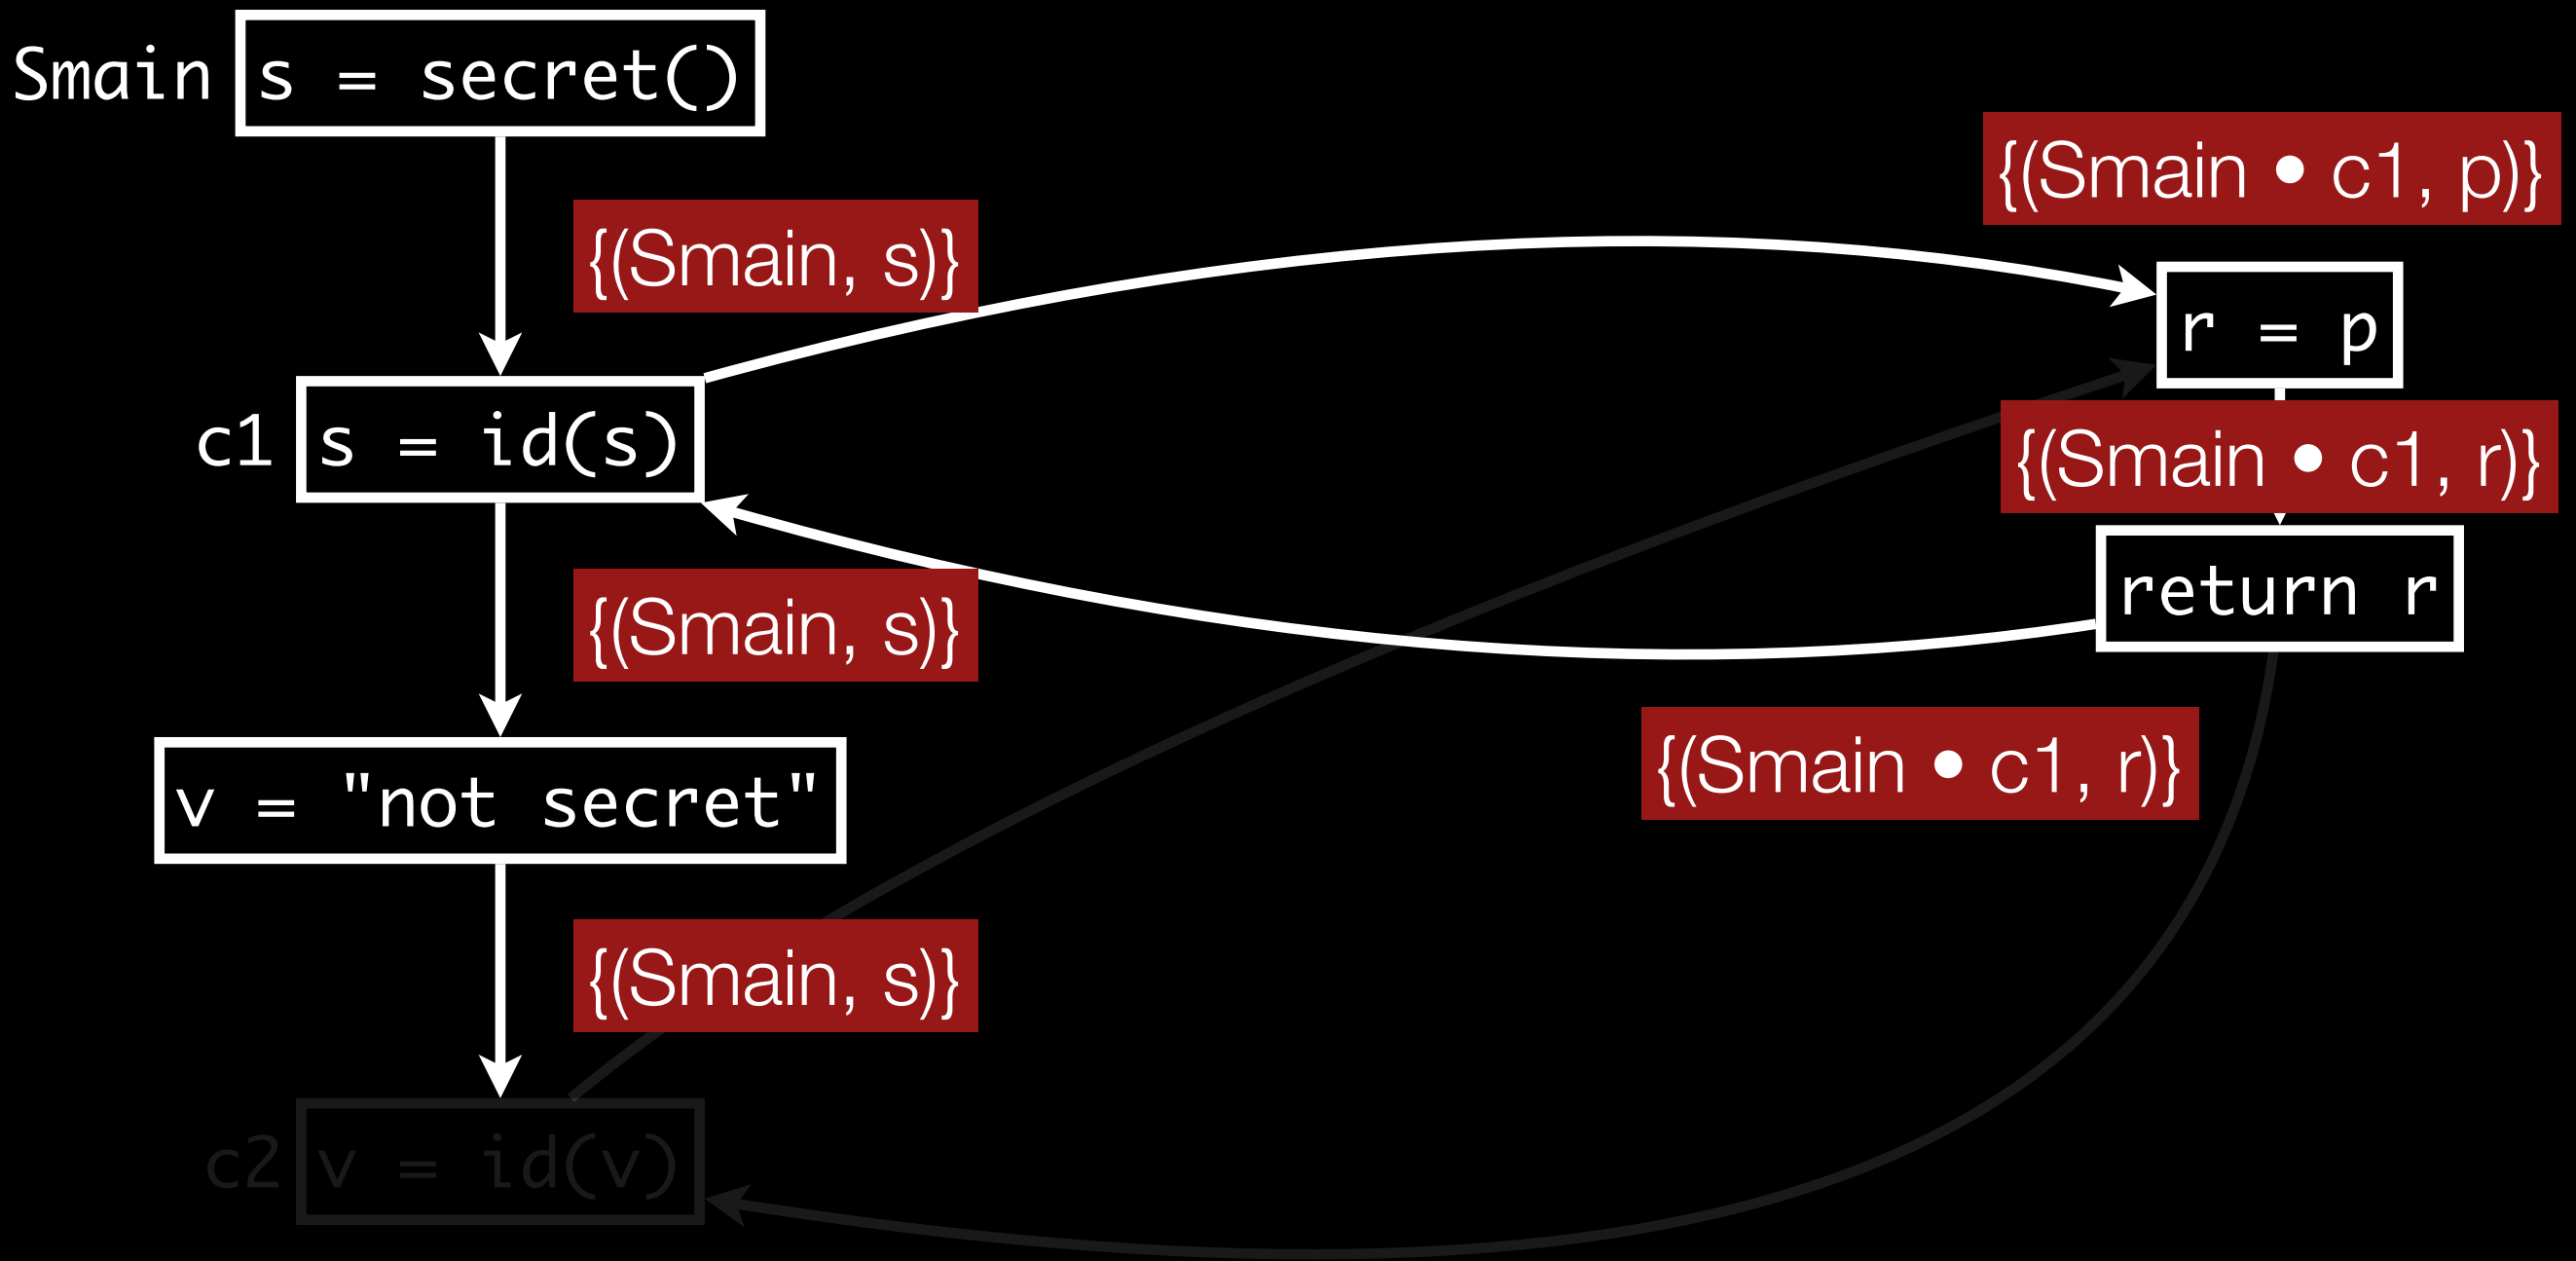 Smain s = secret()
{(Smain • c1, p)}
{(Smain, s)}
r = p
c1 s = id(s)
{(Smain • c1, r)}
return r
{(Smain, s)}
{(Smain • c1, r)}
v = "not secret"
{(Smain, s)}
c2 v = id(v)